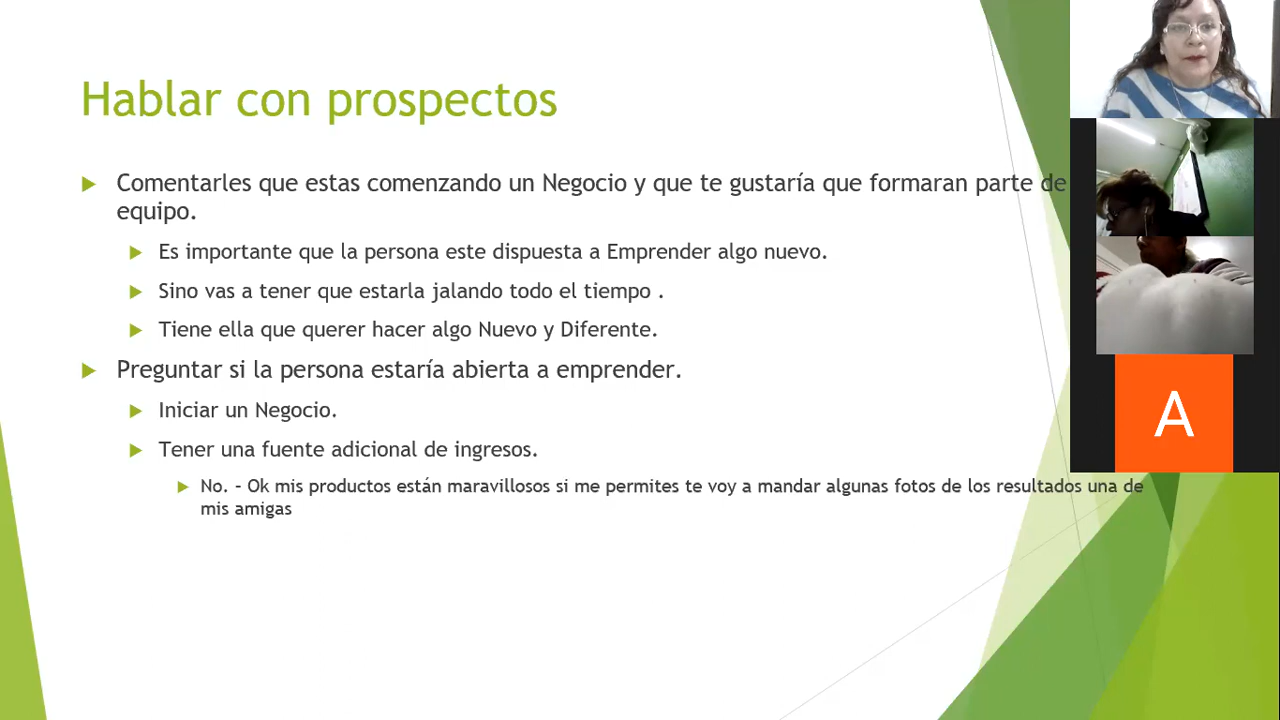 Hablar con prospectos
Comentarles que estas comenzando un Negocio y que te gustaría que formaran parte de
equipo.
Es importante que la persona este dispuesta a Emprender algo nuevo.
Sino vas a tener que estarla jalando todo el tiempo .
Tiene ella que querer hacer algo Nuevo y Diferente.
Preguntar si la persona estaría abierta a emprender.
Iniciar un Negocio.
Tener una fuente adicional de ingresos.
No. – Ok mis productos están maravillosos si me permites te voy a mandar algunas fotos de los resultados una de
mis amigas
A